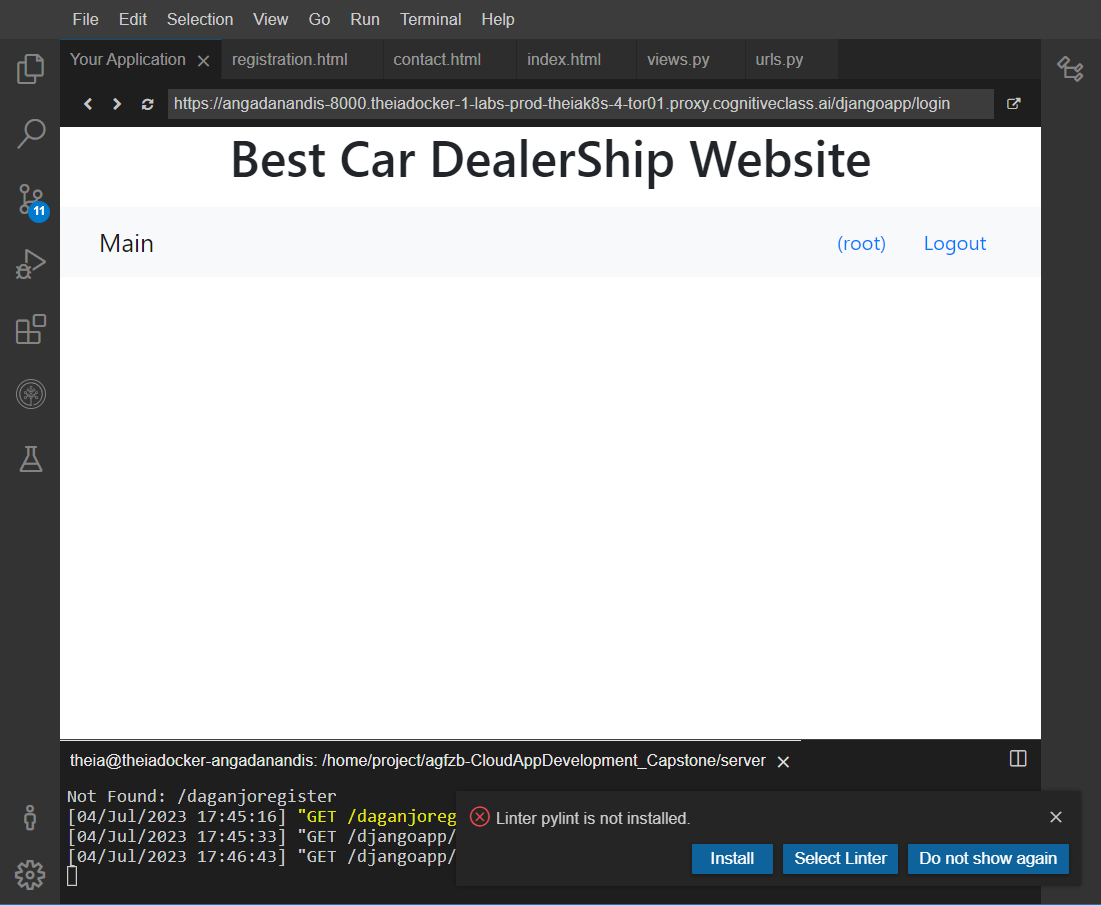 File Edit Selection View Go Run Terminal Help
Your Application registration.html contact.html index.html views.py urls.py
https://angadanandis-8000.theiadocker-1-labs-prod-theiak8s-4-tor01.proxy.cognitiveclass.ai/djangoapp/login
Best Car DealerShip Website
Main (root) Logout
11
theia@theiadocker-angadanandis: /home/project/agfzb-CloudAppDevelopment_Capstone/server
Not Found: /daganjoregister
[04/Jul/2023 17:45:16] "GET /daganjoreg
[04/Jul/2023 17:45:33] "GET /djangoapp/
[04/Jul/2023 17:46:43] "GET /djangoapp/
Linter pylint is not installed.
Install Select Linter Do not show again